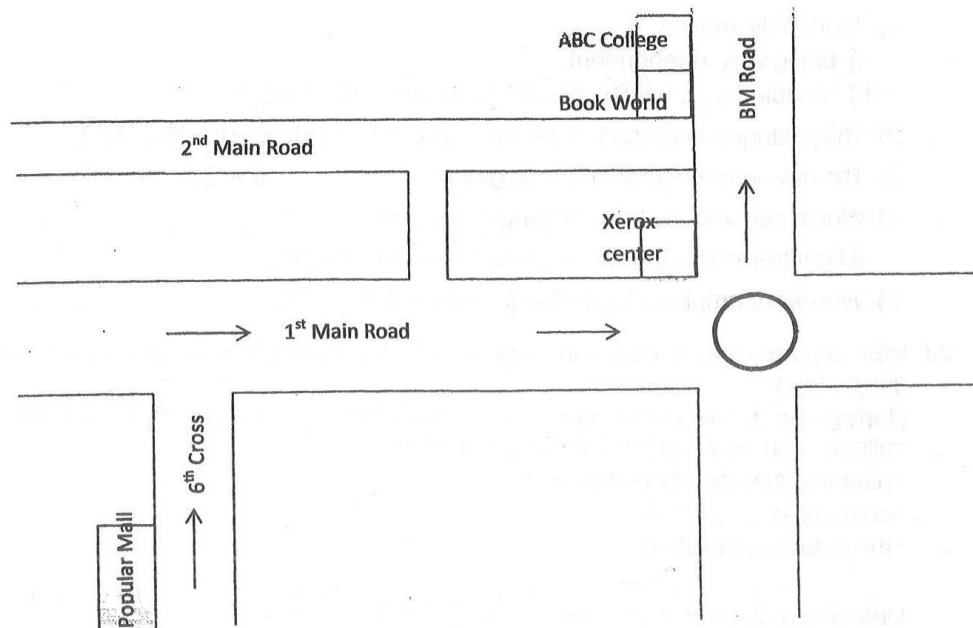 ABC College
Book World
BM Road
2nd Main Road
Xerox
center
1st Main Road
6th Cross
Popular Mall